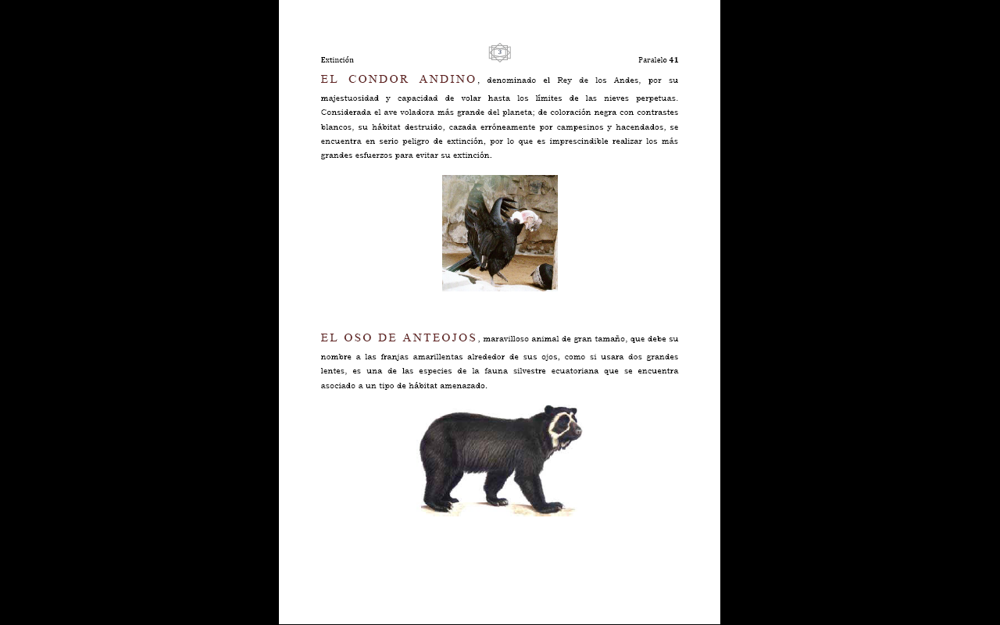 3
Extinción Paralelo 41
EL CONDOR ANDINO, denominado el Rey de los Andes, por su
majestuosidad y capacidad de volar hasta los límites de las nieves perpetuas.
Considerada el ave voladora más grande del planeta; de coloración negra con contrastes
blancos, su hábitat destruido, cazada erróneamente por campesinos y hacendados, se
encuentra en serio peligro de extinción, por lo que es imprescindible realizar los más
grandes esfuerzos para evitar su extinción.
EL OSO DE ANTEOJOS, maravilloso animal de gran tamaño, que debe su
nombre a las franjas amarillentas alrededor de sus ojos, como si usara dos grandes
lentes, es una de las especies de la fauna silvestre ecuatoriana que se encuentra
asociado a un tipo de hábitat amenazado.